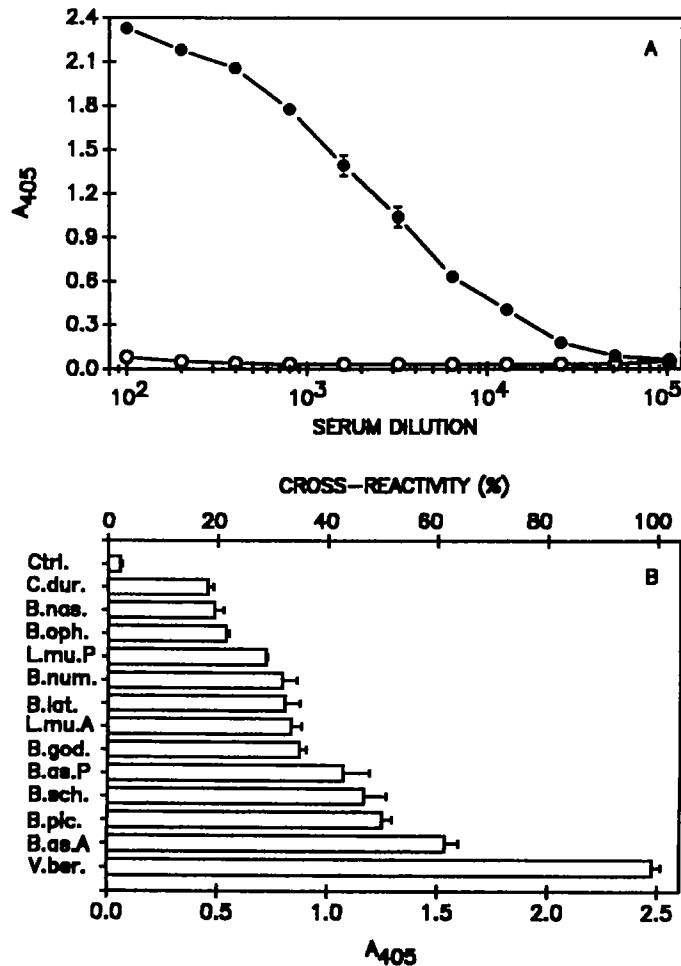 2.4
2.1
1.8
1.5
1.2
0.9
0.6
0.3
0.0
A405
A
10² 10³ 10⁴ 10⁵
SERUM DILUTION
CROSS-REACTIVITY (%)
0 20 40 60 80 100
B
Ctrl.
C.dur.
B.nas.
B.oph.
L.mu.P
B.num.
B.lat.
L.mu.A
B.god.
B.as.P
B.sch.
B.pic.
B.as.A
V.ber.
0.0 0.5 1.0 1.5 2.0 2.5
A405